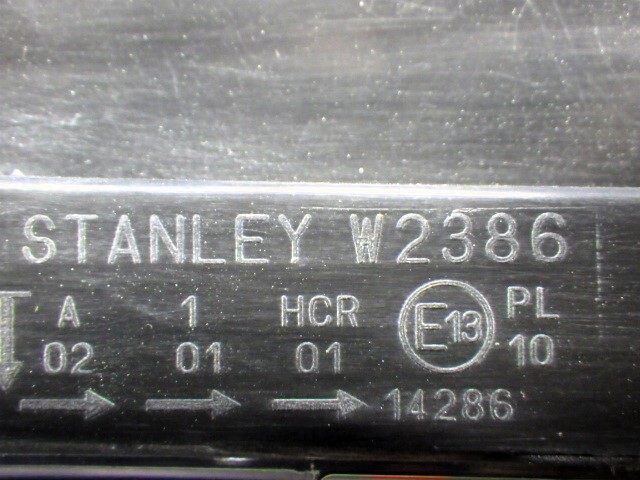 STANLEY W2386
A 1 HCR E13 PL
02 01 01 10
14286